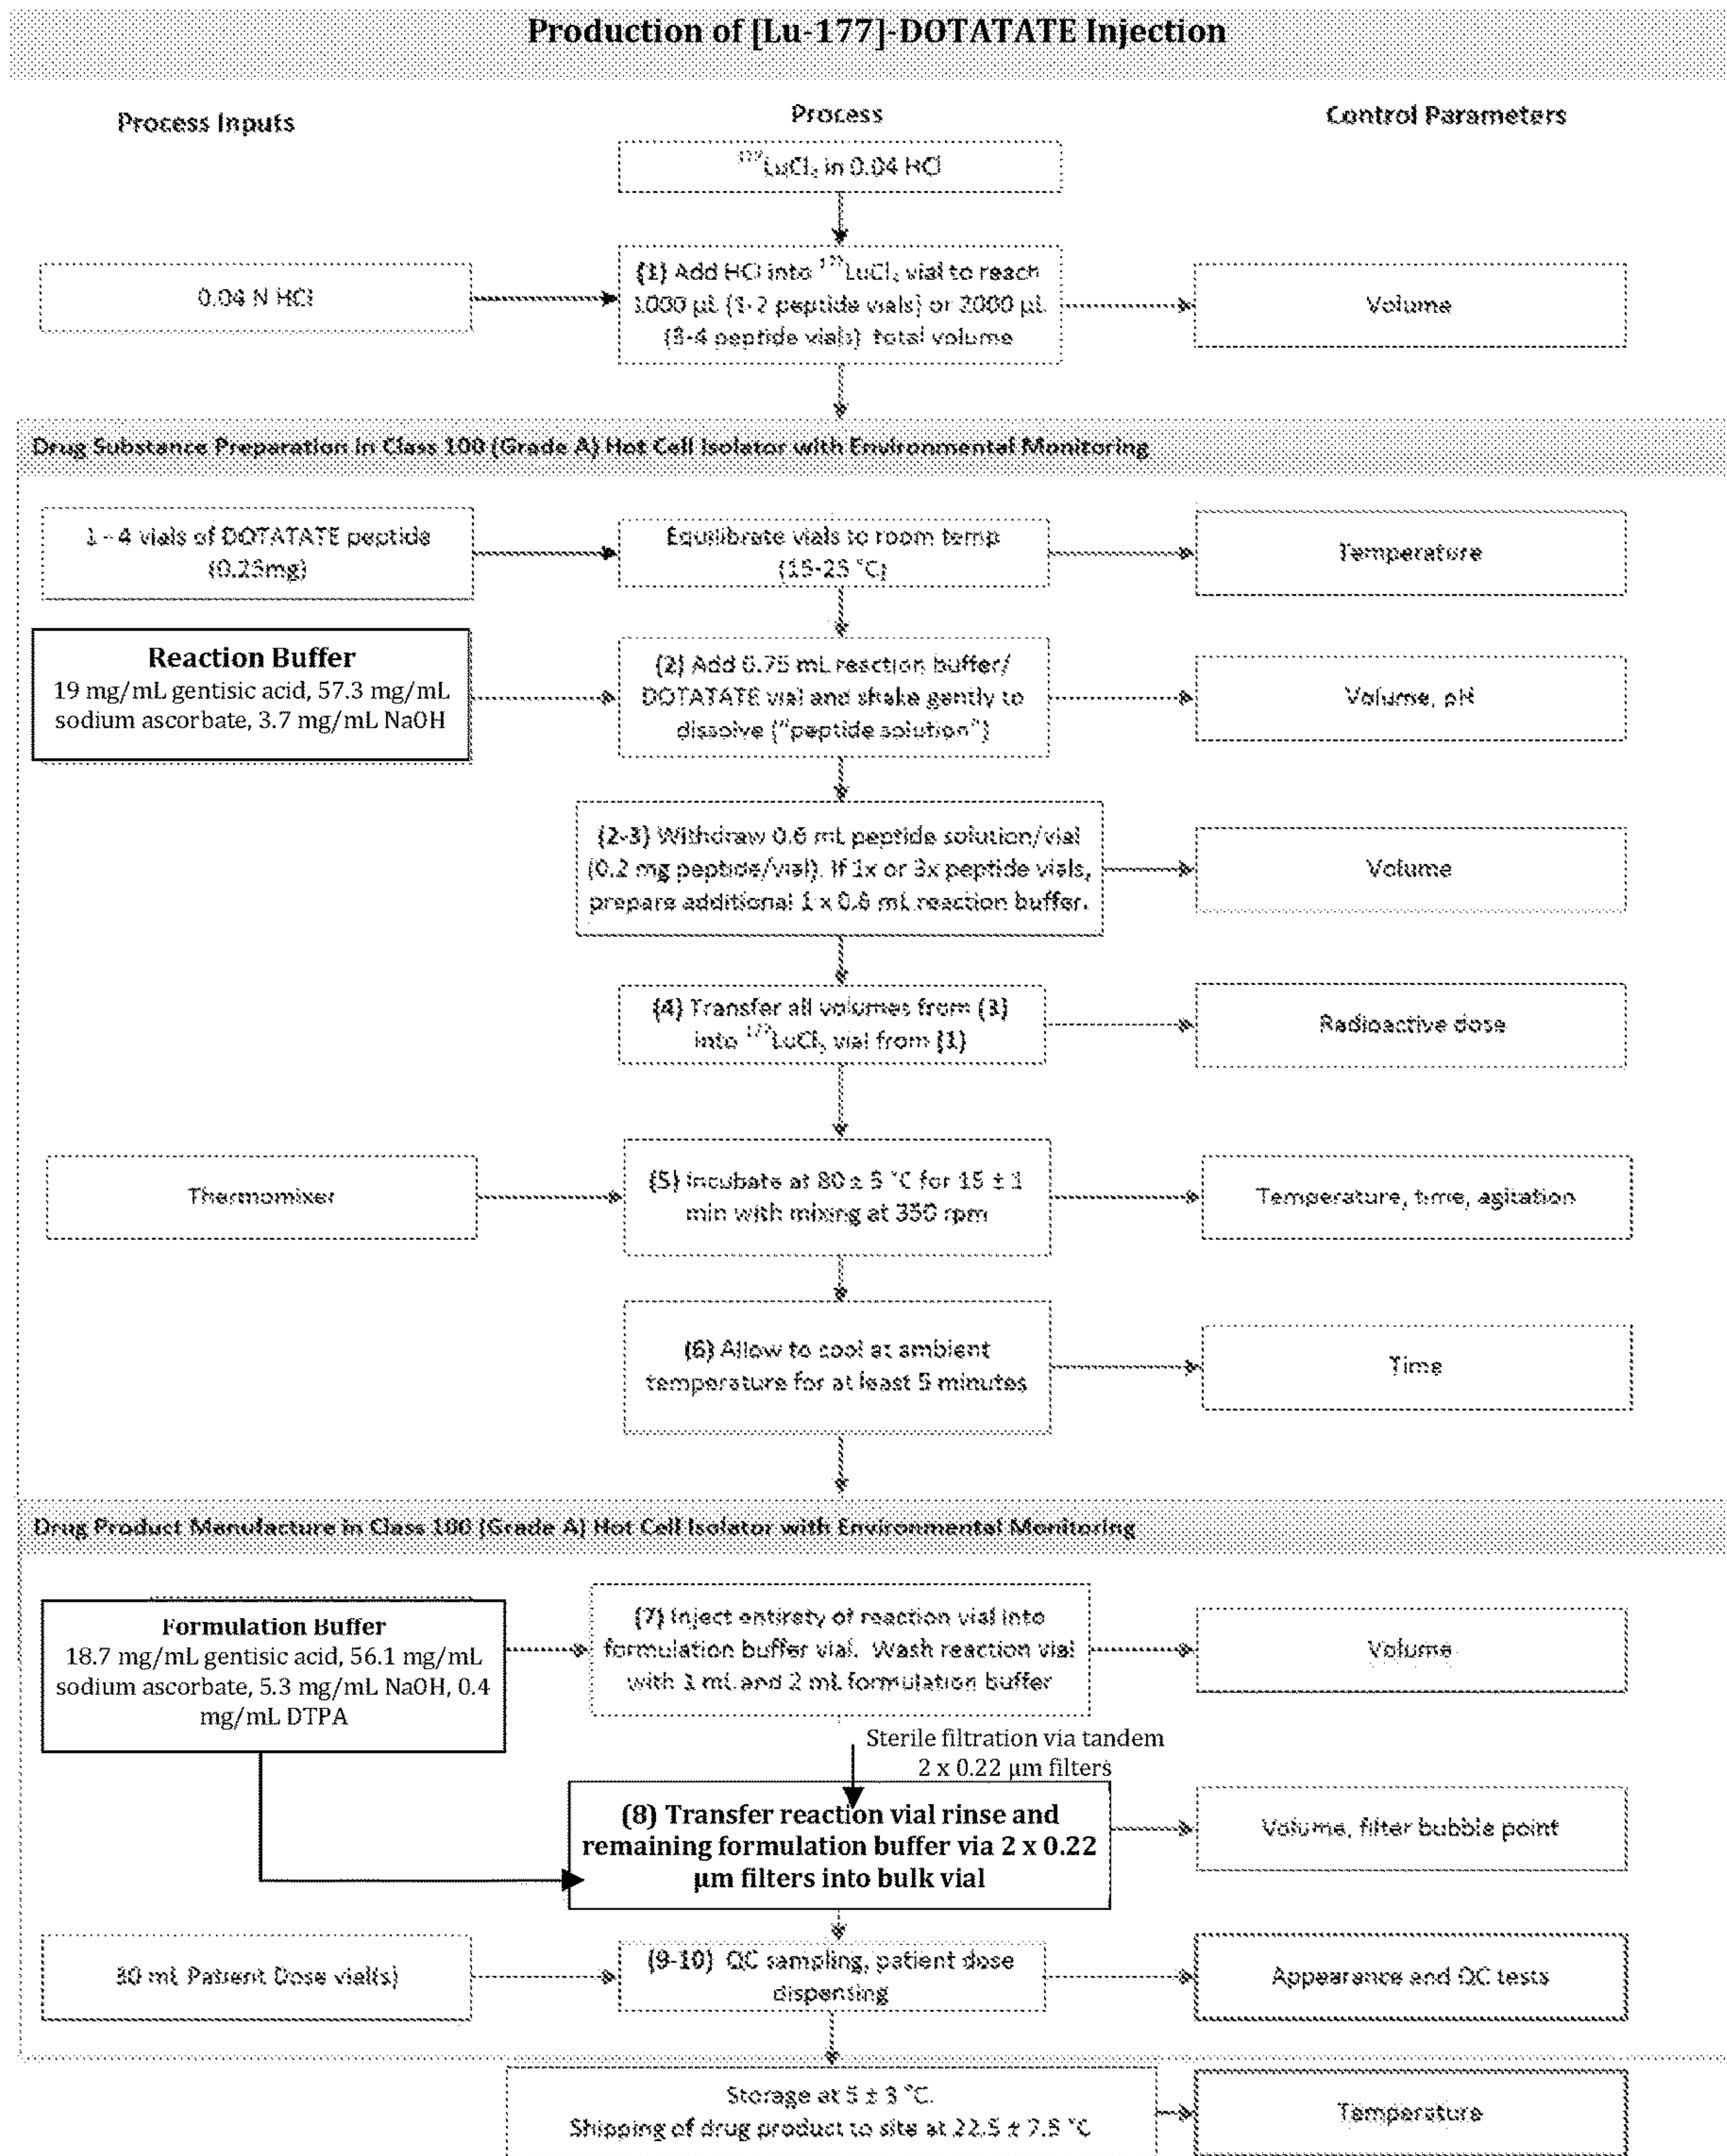 Production of [Lu-177]-DOTATATE Injection
Process Inputs
Process
Control Parameters
¹⁷⁷LuCl₃ in 0.04 HCl
0.04 N HCl
(1) Add HCl into ¹⁷⁷LuCl₃ vial to reach
1000 µL (1-2 peptide vials) or 2000 µL
(3-4 peptide vials) total volume
Volume
Drug Substance Preparation in Class 100 (Grade A) Hot Cell Isolator with Environmental Monitoring
1 - 4 vials of DOTATATE peptide
(0.25mg)
Equilibrate vials to room temp
(15-25 °C)
Temperature
Reaction Buffer
19 mg/mL gentisic acid, 57.3 mg/mL
sodium ascorbate, 3.7 mg/mL NaOH
(2) Add 0.75 mL reaction buffer/
DOTATATE vial and shake gently to
dissolve ("peptide solution")
Volume, pH
(2-3) Withdraw 0.6 mL peptide solution/vial
(0.2 mg peptide/vial). If 1x or 3x peptide vials,
prepare additional 1 x 0.6 mL reaction buffer.
Volume
(4) Transfer all volumes from (3)
into ¹⁷⁷LuCl₃ vial from (1)
Radioactive dose
Thermomixer
(5) Incubate at 80 ± 5 °C for 15 ± 1
min with mixing at 350 rpm
Temperature, time, agitation
(6) Allow to cool at ambient
temperature for at least 5 minutes
Time
Drug Product Manufacture in Class 100 (Grade A) Hot Cell Isolator with Environmental Monitoring
Formulation Buffer
18.7 mg/mL gentisic acid, 56.1 mg/mL
sodium ascorbate, 5.3 mg/mL NaOH, 0.4
mg/mL DTPA
(7) Inject entirety of reaction vial into
formulation buffer vial. Wash reaction vial
with 1 mL and 2 mL formulation buffer
Volume
Sterile filtration via tandem
2 x 0.22 µm filters
(8) Transfer reaction vial rinse and
remaining formulation buffer via 2 x 0.22
µm filters into bulk vial
Volume, filter bubble point
30 mL Patient Dose vial(s)
(9-10) QC sampling, patient dose
dispensing
Appearance and QC tests
Storage at 5 ± 3 °C.
Shipping of drug product to site at 22.5 ± 7.5 °C
Temperature